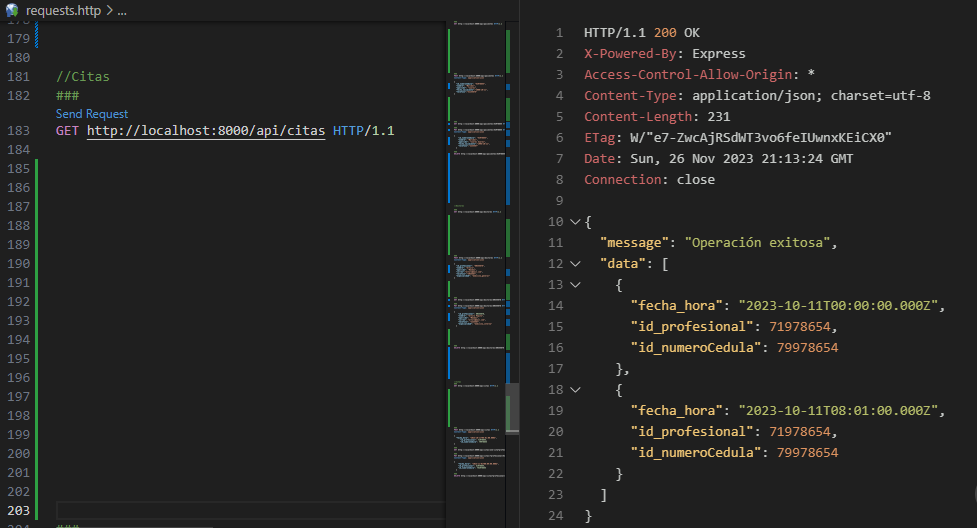 requests.http > ...
179
180
181 //Citas
182 ###
Send Request
183 GET http://localhost:8000/api/citas HTTP/1.1
184
185
186
187
188
189
190
191
192
193
194
195
196
197
198
199
200
201
202
203
1 HTTP/1.1 200 OK
2 X-Powered-By: Express
3 Access-Control-Allow-Origin: *
4 Content-Type: application/json; charset=utf-8
5 Content-Length: 231
6 ETag: W/"e7-ZwcAjRSdWT3vo6feIUwnxKEiCX0"
7 Date: Sun, 26 Nov 2023 21:13:24 GMT
8 Connection: close
9
10 {
11 "message": "Operación exitosa",
12 "data": [
13 {
14 "fecha_hora": "2023-10-11T00:00:00.000Z",
15 "id_profesional": 71978654,
16 "id_numeroCedula": 79978654
17 },
18 {
19 "fecha_hora": "2023-10-11T08:01:00.000Z",
20 "id_profesional": 71978654,
21 "id_numeroCedula": 79978654
22 }
23 ]
24 }